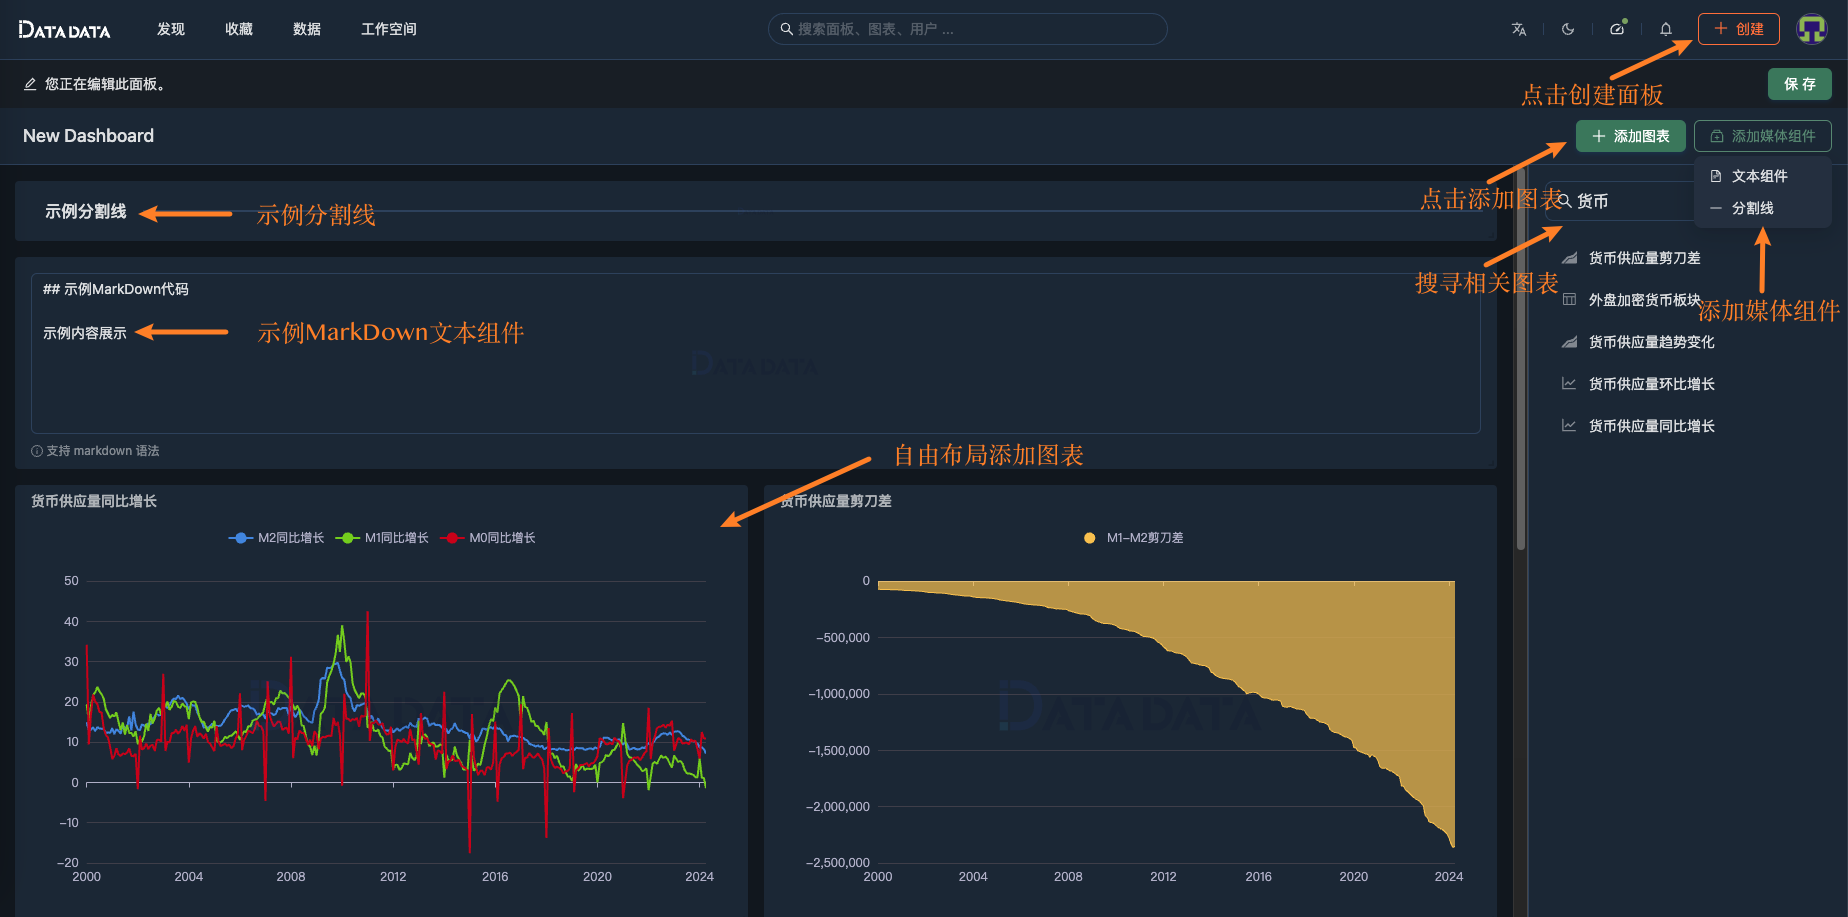 DATADATA 发现 收藏 数据 工作空间 搜索面板、图表、用户 ... 创建
您正在编辑此面板。 点击创建面板 保 存
New Dashboard 添加图表 添加媒体组件
文本组件
点击添加图表 货币
分割线
示例分割线 示例分割线
货币供应量剪刀差
搜寻相关图表
外盘加密货币板块
添加媒体组件
货币供应量趋势变化
货币供应量环比增长
货币供应量同比增长
## 示例MarkDown代码
示例内容展示 示例MarkDown文本组件
DATADATA
支持 markdown 语法
自由布局添加图表
货币供应量同比增长
M2同比增长 M1同比增长 M0同比增长
50
40
30
20
10
0
-10
-20
2000 2004 2008 2012 2016 2020 2024
货币供应量剪刀差
M1-M2剪刀差
0
-500,000
-1,000,000
-1,500,000
-2,000,000
-2,500,000
2000 2004 2008 2012 2016 2020 2024
DATADATA